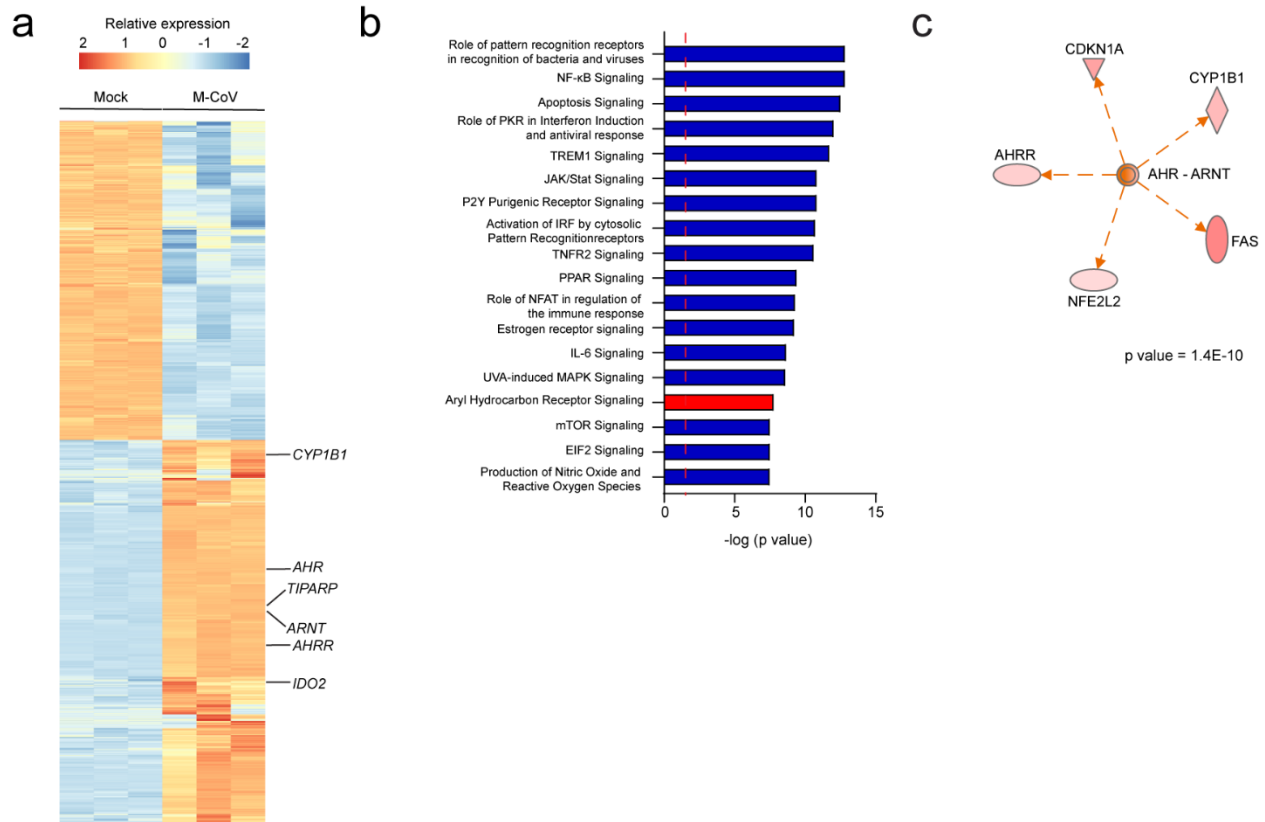 a
Relative expression
2 1 0 -1 -2
Mock M-CoV
CYP1B1
AHR
TIPARP
ARNT
AHRR
IDO2
b
Role of pattern recognition receptors
in recognition of bacteria and viruses
NF-κB Signaling
Apoptosis Signaling
Role of PKR in Interferon Induction
and antiviral response
TREM1 Signaling
JAK/Stat Signaling
P2Y Purigenic Receptor Signaling
Activation of IRF by cytosolic
Pattern Recognitionreceptors
TNFR2 Signaling
PPAR Signaling
Role of NFAT in regulation of
the immune response
Estrogen receptor signaling
IL-6 Signaling
UVA-induced MAPK Signaling
Aryl Hydrocarbon Receptor Signaling
mTOR Signaling
EIF2 Signaling
Production of Nitric Oxide and
Reactive Oxygen Species
0 5 10 15
-log (p value)
c
CDKN1A
CYP1B1
AHRR
AHR - ARNT
FAS
NFE2L2
p value = 1.4E-10